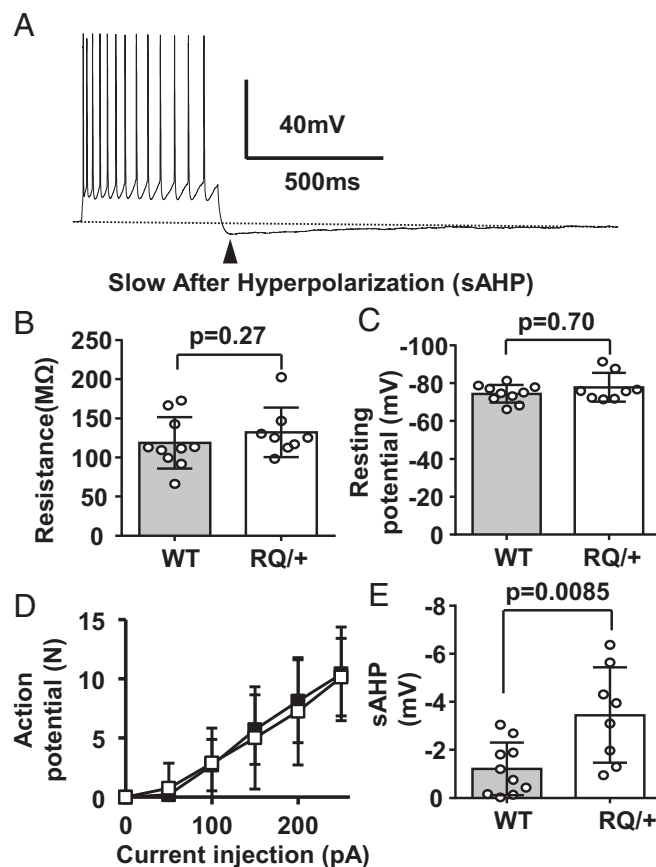 A
40mV
500ms
Slow After Hyperpolarization (sAHP)
B
p=0.27
250
200
150
100
50
0
Resistance(MΩ)
WT
RQ/+
C
p=0.70
-100
-80
-60
-40
-20
0
Resting
potential (mV)
WT
RQ/+
D
15
10
5
0
Action
potential (N)
0
100
200
Current injection (pA)
E
p=0.0085
-8
-6
-4
-2
0
sAHP
(mV)
WT
RQ/+